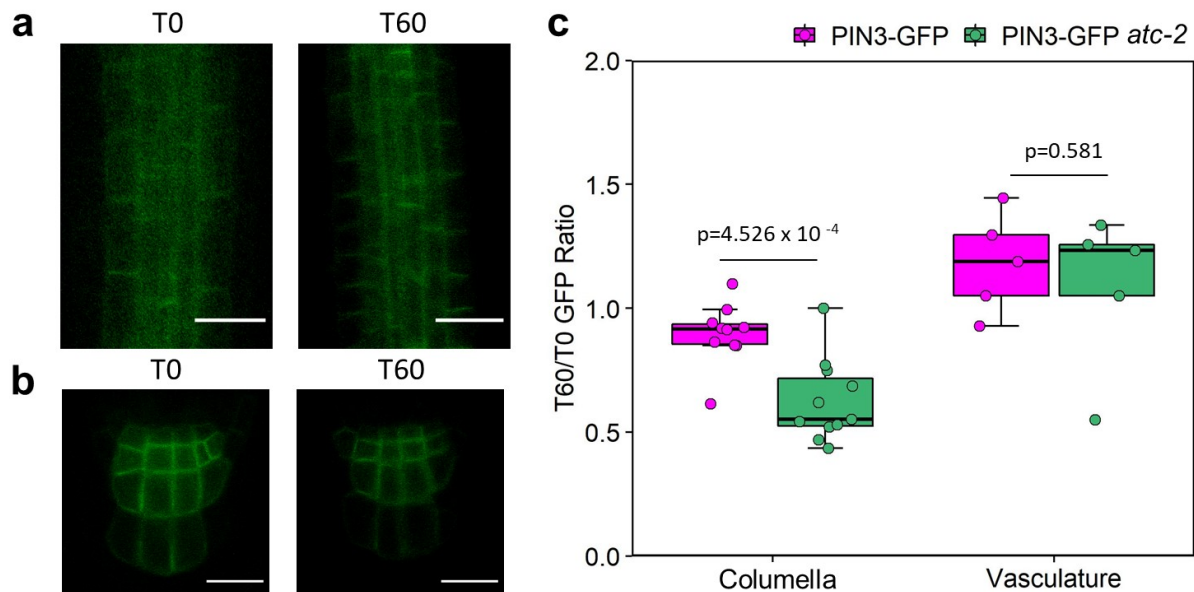 a
T0
T60
b
T0
T60
c
PIN3-GFP
PIN3-GFP atc-2
T60/T0 GFP Ratio
2.0
1.5
1.0
0.5
0.0
p=4.526 x 10 -4
p=0.581
Columella
Vasculature